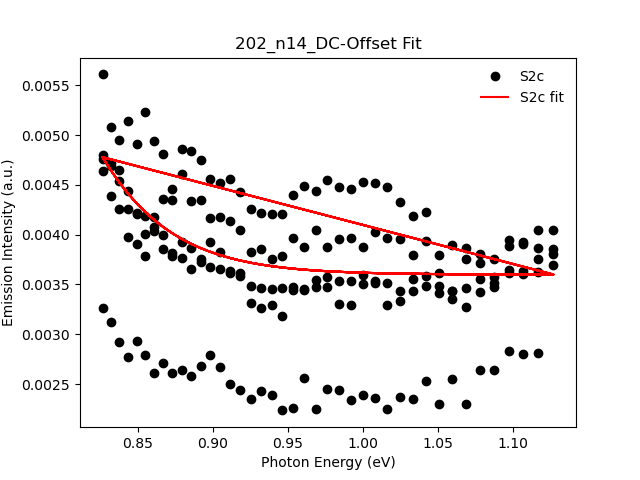 202_n14_DC-Offset Fit
S2c
S2c fit
0.0055
0.0050
0.0045
0.0040
0.0035
0.0030
0.0025
Emission Intensity (a.u.)
0.85 0.90 0.95 1.00 1.05 1.10
Photon Energy (eV)